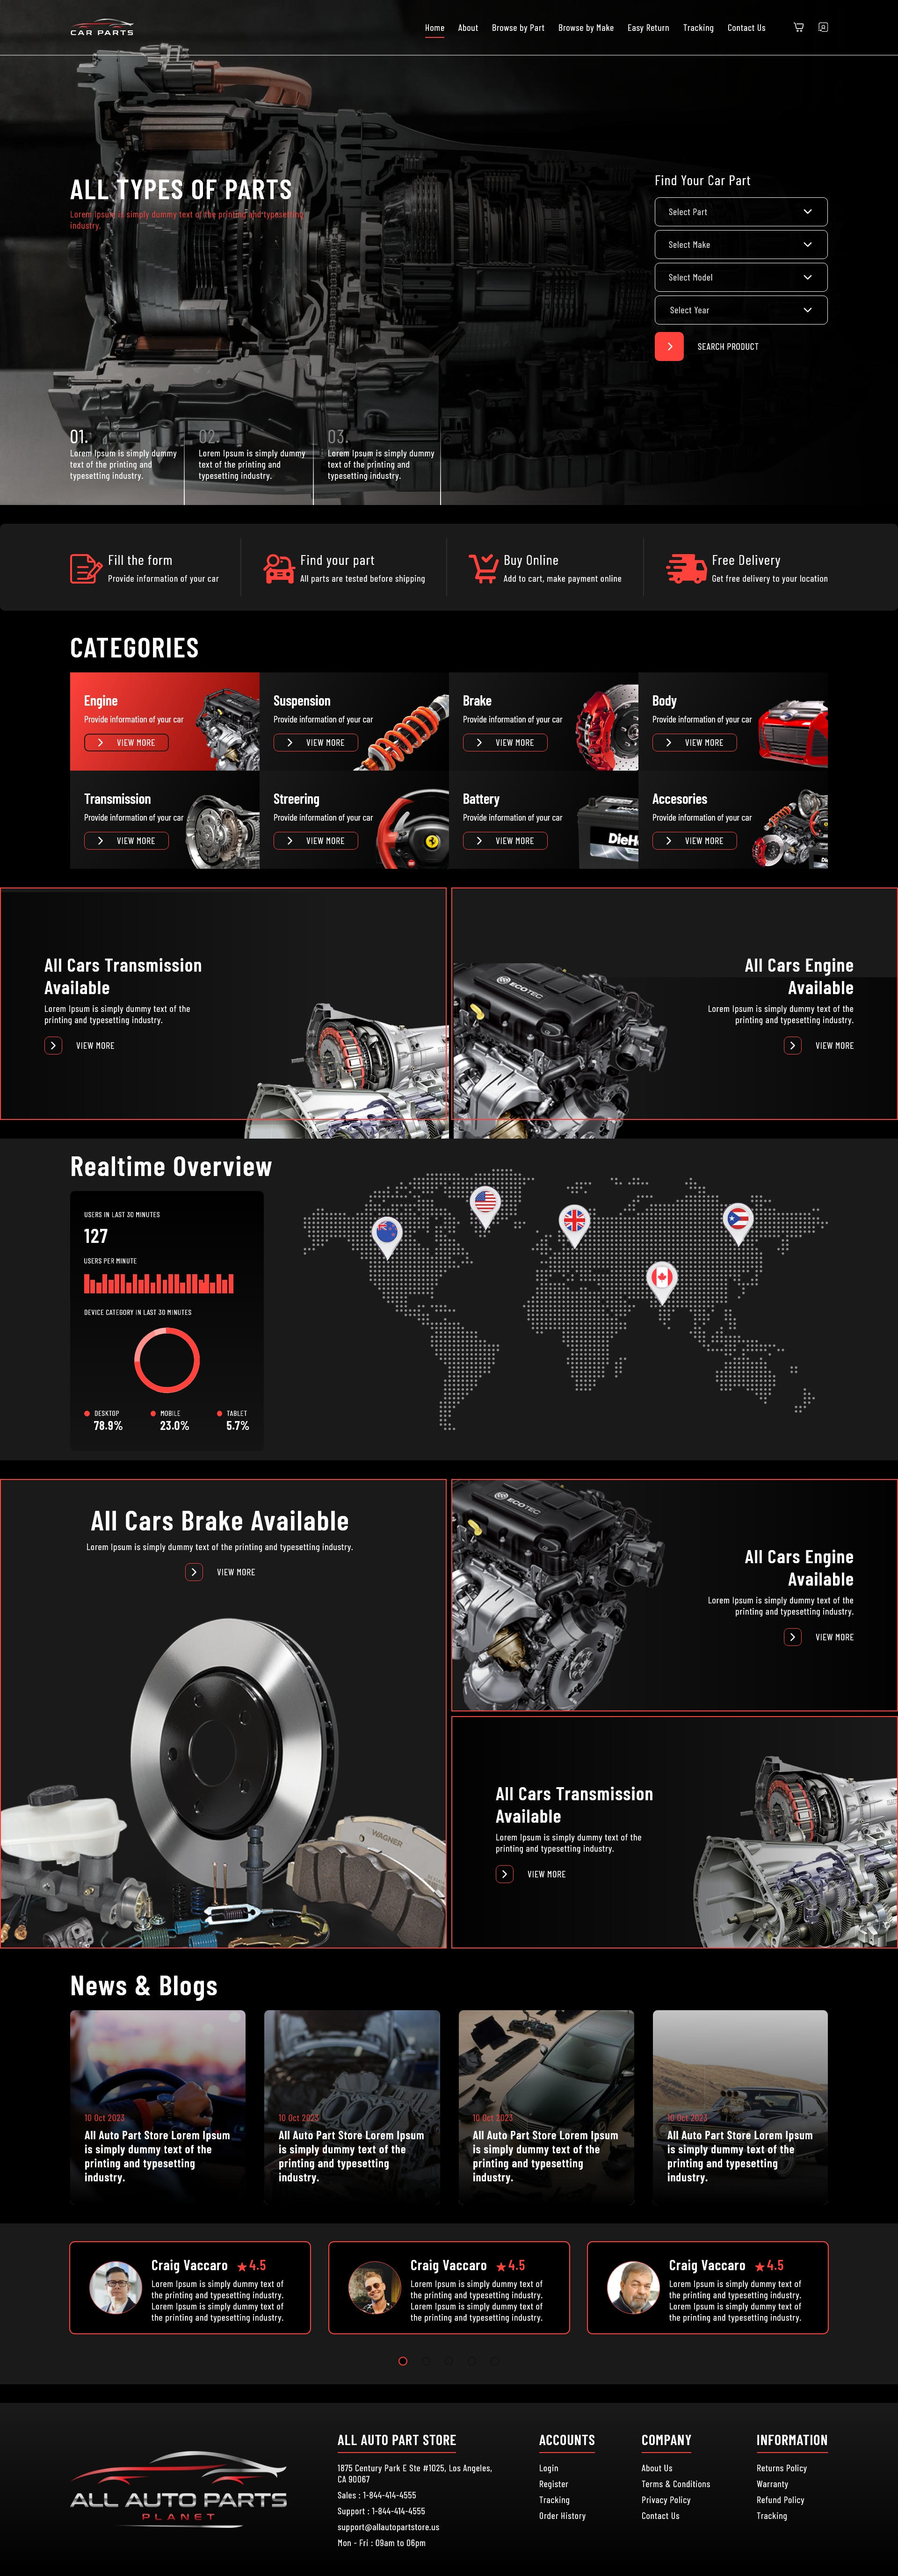 CAR PARTS
Home About Browse by Part Browse by Make Easy Return Tracking Contact Us
ALL TYPES OF PARTS
Lorem Ipsum is simply dummy text of the printing and typesetting
industry.
Find Your Car Part
Select Part
Select Make
Select Model
Select Year
SEARCH PRODUCT
01.
Lorem Ipsum is simply dummy
text of the printing and
typesetting industry.
02.
Lorem Ipsum is simply dummy
text of the printing and
typesetting industry.
03.
Lorem Ipsum is simply dummy
text of the printing and
typesetting industry.
Fill the form
Provide information of your car
Find your part
All parts are tested before shipping
Buy Online
Add to cart, make payment online
Free Delivery
Get free delivery to your location
CATEGORIES
Engine
Provide information of your car
VIEW MORE
Suspension
Provide information of your car
VIEW MORE
Brake
Provide information of your car
VIEW MORE
Body
Provide information of your car
VIEW MORE
Transmission
Provide information of your car
VIEW MORE
Streering
Provide information of your car
VIEW MORE
Battery
Provide information of your car
VIEW MORE
DieH
Accesories
Provide information of your car
VIEW MORE
Di
All Cars Transmission
Available
Lorem Ipsum is simply dummy text of the
printing and typesetting industry.
VIEW MORE
ECOTEC
All Cars Engine
Available
Lorem Ipsum is simply dummy text of the
printing and typesetting industry.
VIEW MORE
Realtime Overview
USERS IN LAST 30 MINUTES
127
USERS PER MINUTE
DEVICE CATEGORY IN LAST 30 MINUTES
DESKTOP
78.9%
MOBILE
23.0%
TABLET
5.7%
All Cars Brake Available
Lorem Ipsum is simply dummy text of the printing and typesetting industry.
VIEW MORE
WAGNER
ECOTEC
All Cars Engine
Available
Lorem Ipsum is simply dummy text of the
printing and typesetting industry.
VIEW MORE
All Cars Transmission
Available
Lorem Ipsum is simply dummy text of the
printing and typesetting industry.
VIEW MORE
News & Blogs
10 Oct 2023
All Auto Part Store Lorem Ipsum
is simply dummy text of the
printing and typesetting
industry.
10 Oct 2023
All Auto Part Store Lorem Ipsum
is simply dummy text of the
printing and typesetting
industry.
10 Oct 2023
All Auto Part Store Lorem Ipsum
is simply dummy text of the
printing and typesetting
industry.
10 Oct 2023
All Auto Part Store Lorem Ipsum
is simply dummy text of the
printing and typesetting
industry.
Craig Vaccaro ★4.5
Lorem Ipsum is simply dummy text of
the printing and typesetting industry.
Lorem Ipsum is simply dummy text of
the printing and typesetting industry.
Craig Vaccaro ★4.5
Lorem Ipsum is simply dummy text of
the printing and typesetting industry.
Lorem Ipsum is simply dummy text of
the printing and typesetting industry.
Craig Vaccaro ★4.5
Lorem Ipsum is simply dummy text of
the printing and typesetting industry.
Lorem Ipsum is simply dummy text of
the printing and typesetting industry.
ALL AUTO PARTS
PLANET
ALL AUTO PART STORE
1875 Century Park E Ste #1025, Los Angeles,
CA 90067
Sales : 1-844-414-4555
Support : 1-844-414-4555
support@allautopartstore.us
Mon - Fri : 09am to 06pm
ACCOUNTS
Login
Register
Tracking
Order History
COMPANY
About Us
Terms & Conditions
Privacy Policy
Contact Us
INFORMATION
Returns Policy
Warranty
Refund Policy
Tracking